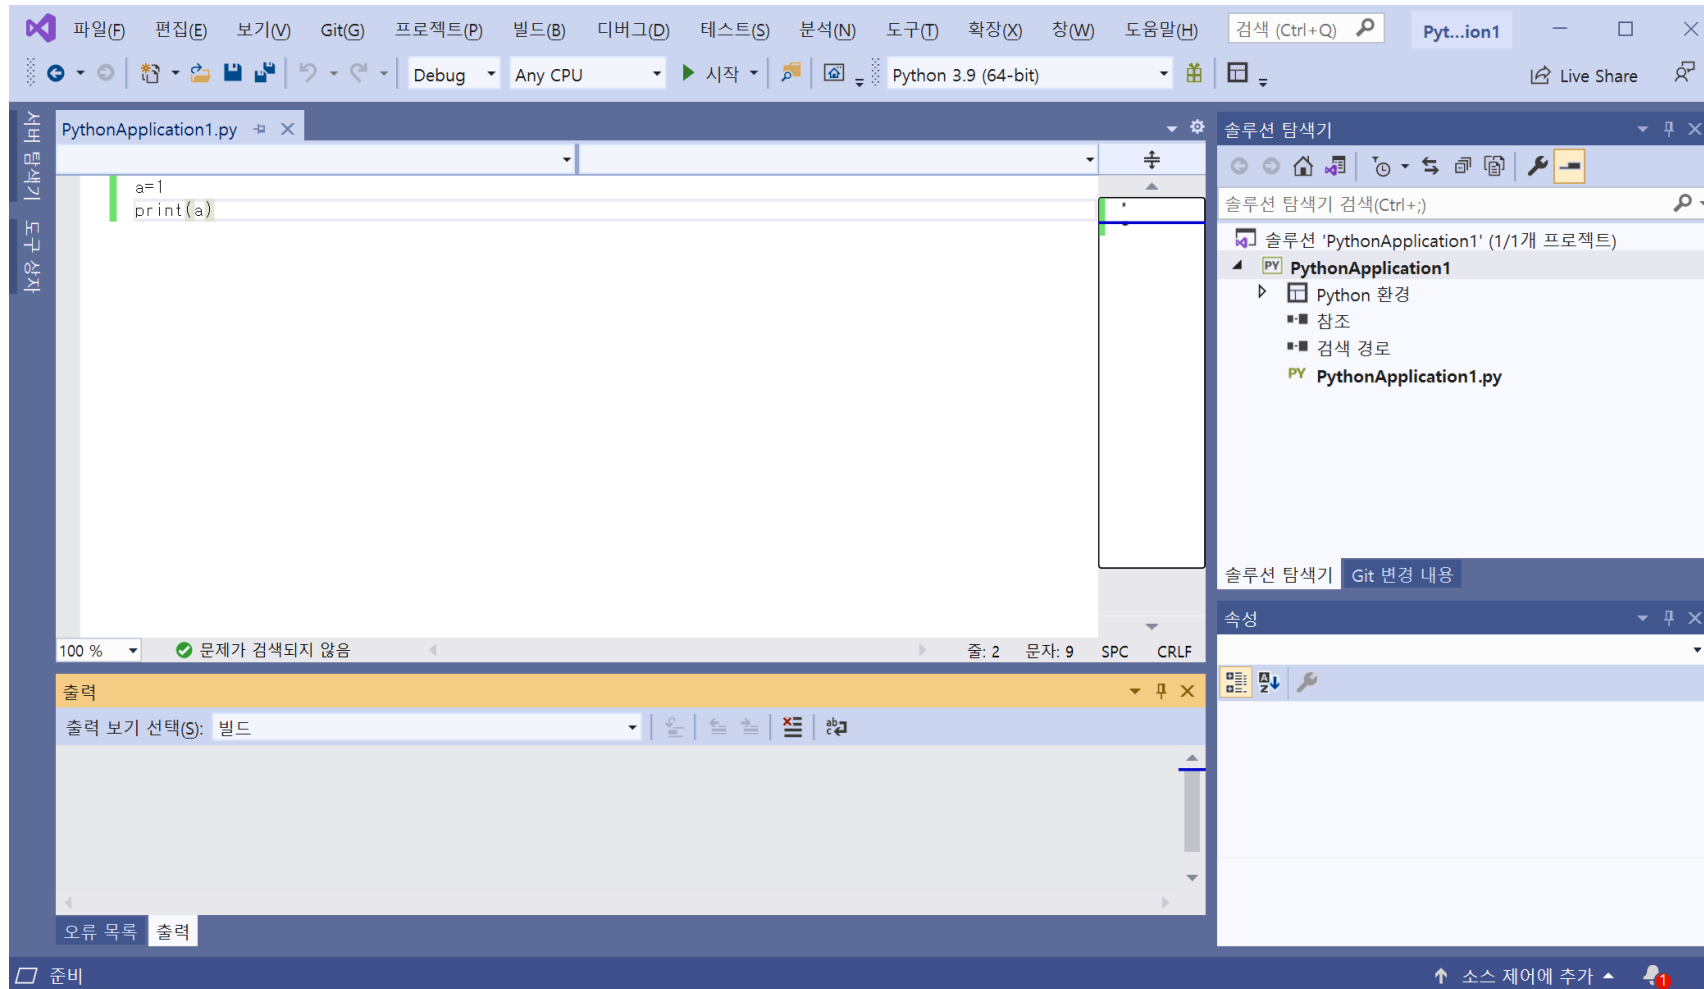 파일(F) 편집(E) 보기(V) Git(G) 프로젝트(P) 빌드(B) 디버그(D) 테스트(S) 분석(N) 도구(T) 확장(X) 창(W) 도움말(H) 검색 (Ctrl+Q) Pyt...ion1
Debug Any CPU 시작 Python 3.9 (64-bit) Live Share
서버 탐색기
도구 상자
PythonApplication1.py
a=1
print(a)
100 % 문제가 검색되지 않음 줄: 2 문자: 9 SPC CRLF
출력
출력 보기 선택(S): 빌드
오류 목록 출력
솔루션 탐색기
솔루션 탐색기 검색(Ctrl+;)
솔루션 'PythonApplication1' (1/1개 프로젝트)
PY PythonApplication1
Python 환경
참조
검색 경로
PY PythonApplication1.py
솔루션 탐색기 Git 변경 내용
속성
준비 소스 제어에 추가 1